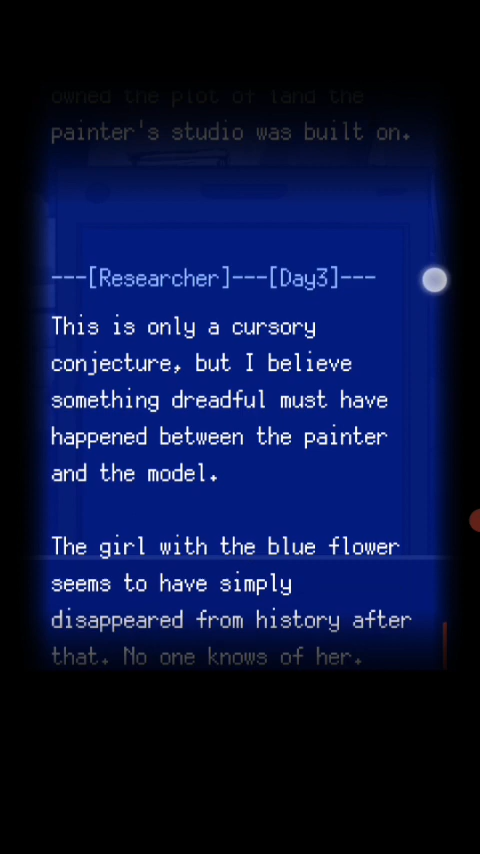 owned the plot of land the
painter's studio was built on.
---[Researcher]---[Day3]---
This is only a cursory
conjecture, but I believe
something dreadful must have
happened between the painter
and the model.
The girl with the blue flower
seems to have simply
disappeared from history after
that. No one knows of her.